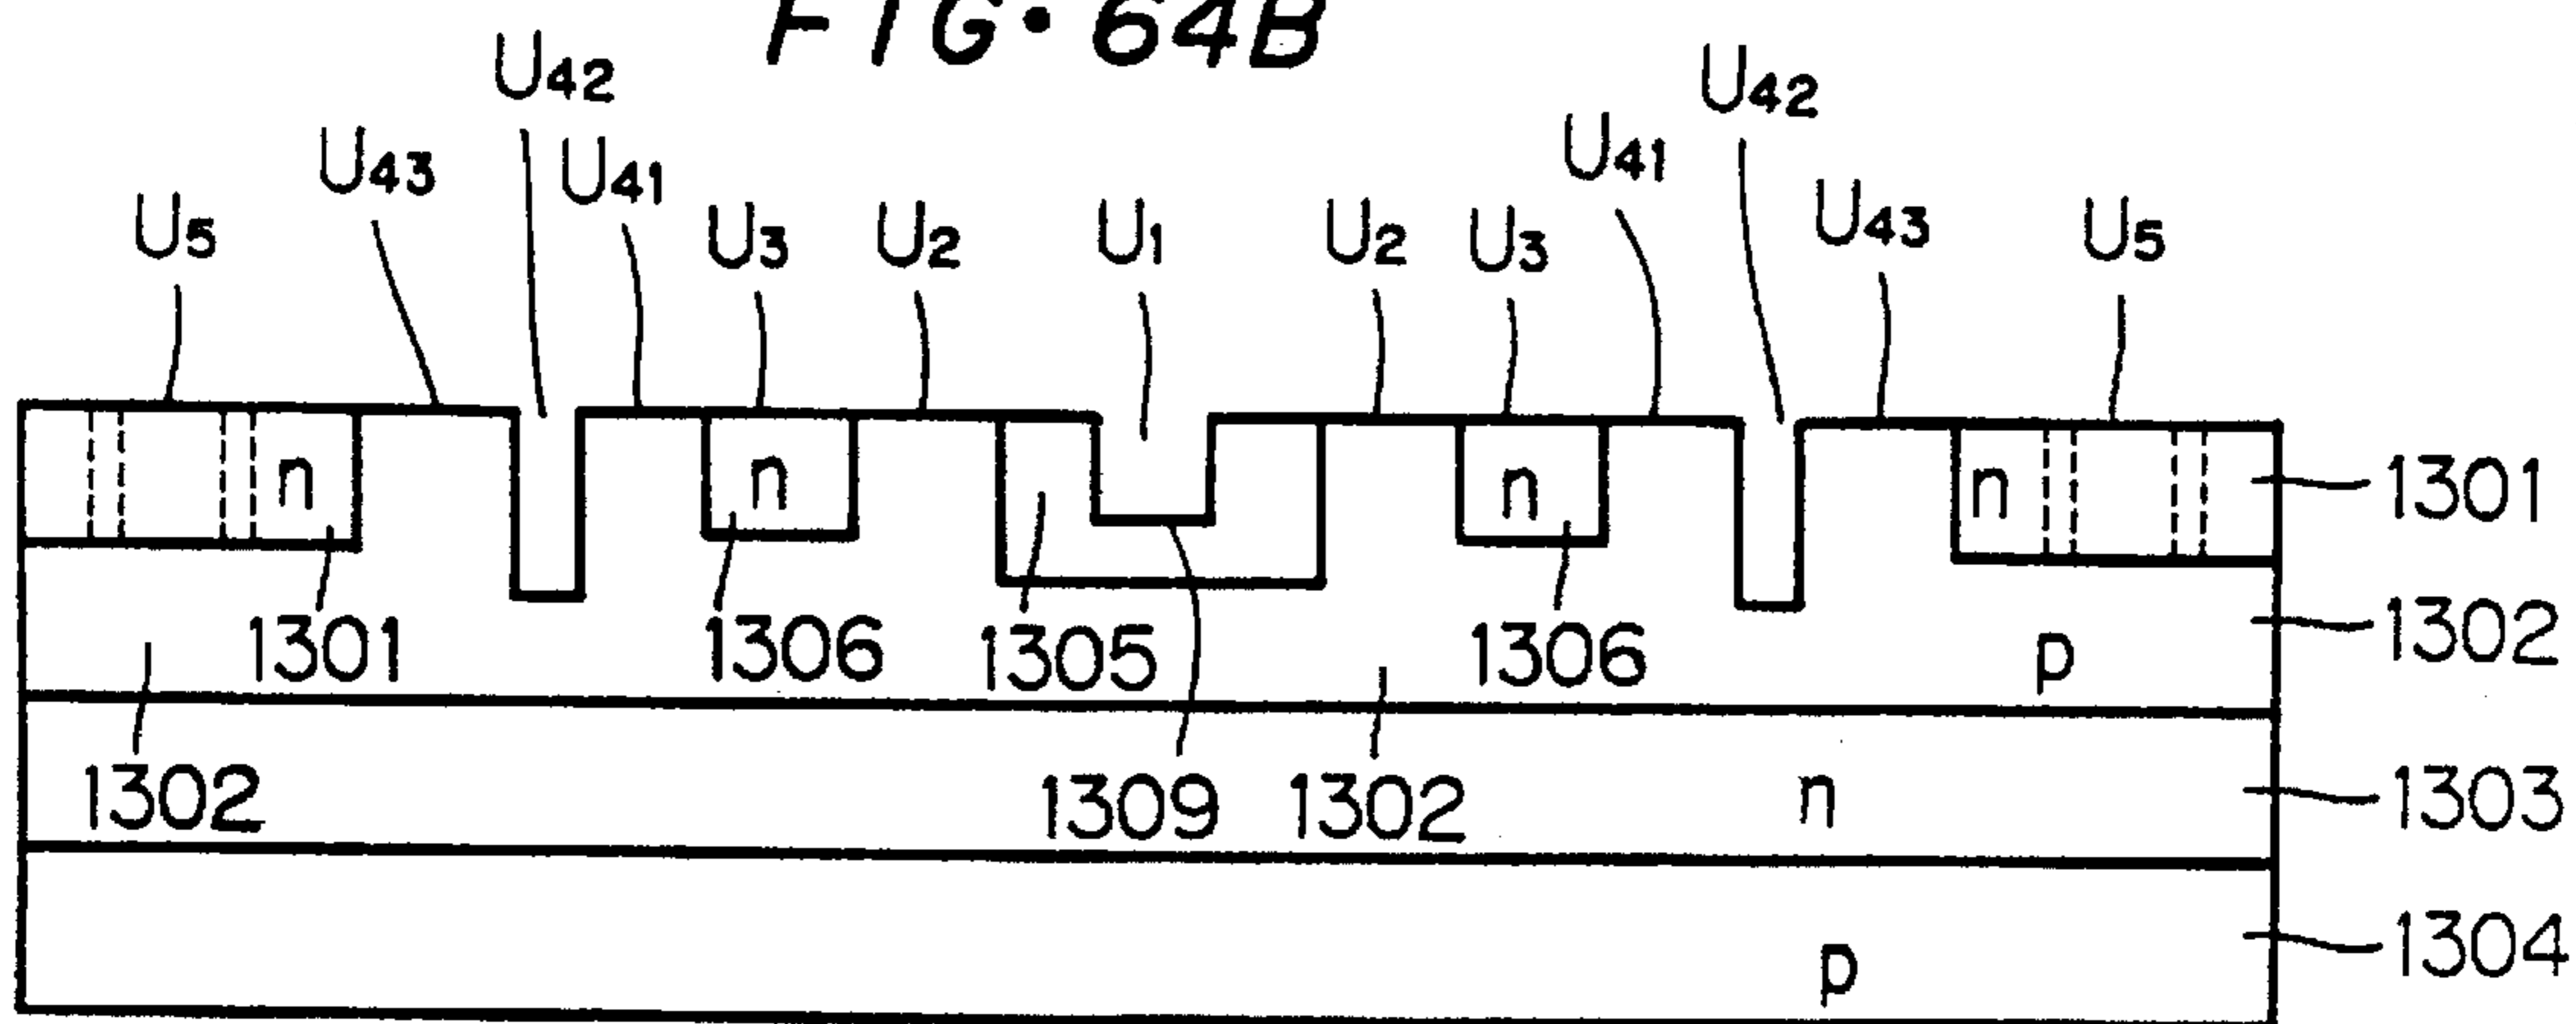 FIG. 64B
U42 U42
U43 U41 U41
U5 U3 U2 U1 U2 U3 U43 U5
n n n n 1301
1301 1306 1305 1306 p 1302
1302 1309 1302 n 1303
p 1304